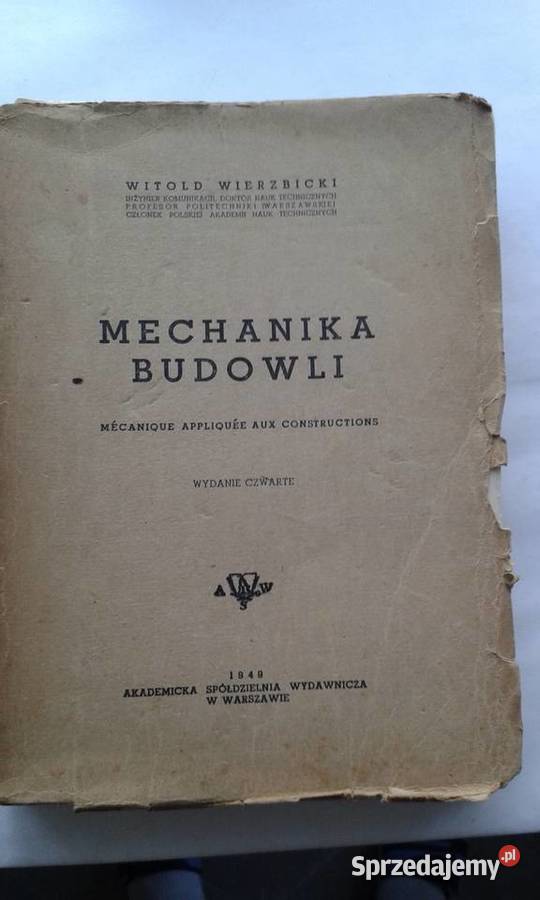 WITOLD WIERZBICKI
INŻYNIER KOMUNIKACJI, DOKTÓR NAUK TECHNICZNYCH
PROFESOR POLITECHNIKI WARSZAWSKIEJ
CZŁONEK POLSKIEJ AKADEMII NAUK TECHNICZNYCH
MECHANIKA
BUDOWLI
MÉCANIQUE APPLIQUÉE AUX CONSTRUCTIONS
WYDANIE CZWARTE
1949
AKADEMICKA SPÓŁDZIELNIA WYDAWNICZA
W WARSZAWIE
Sprzedajemy.pl